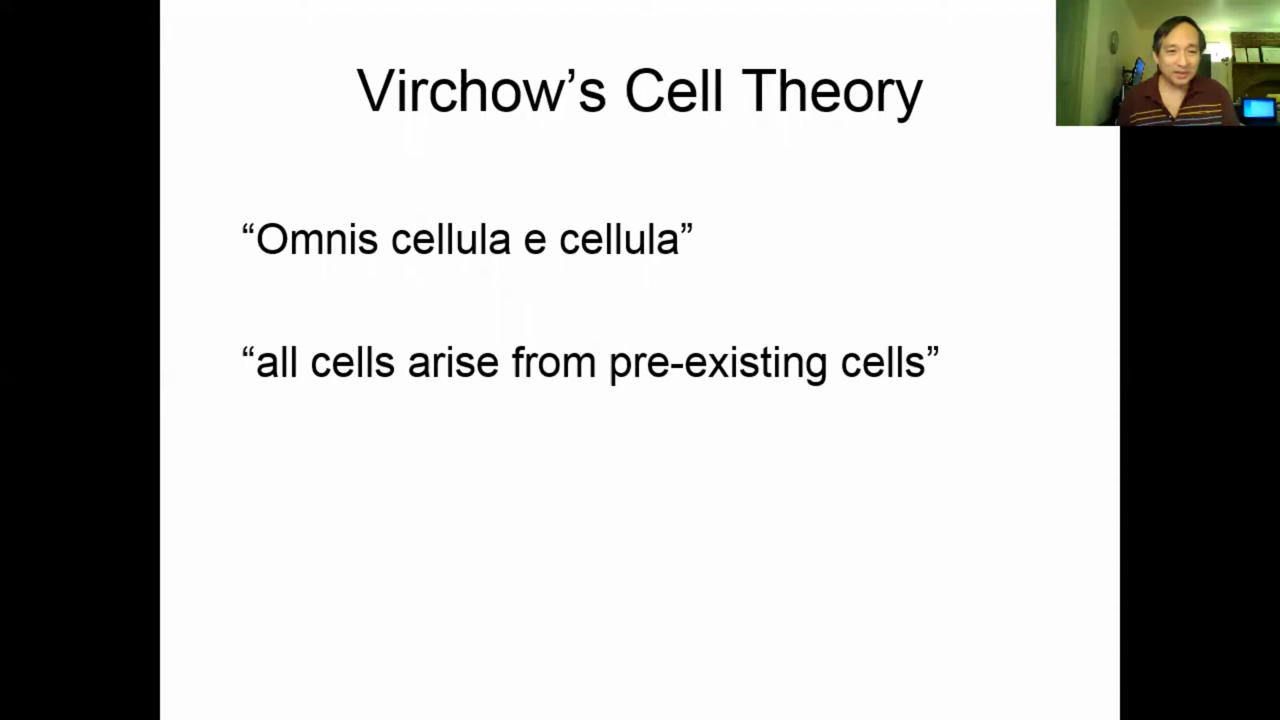 Virchow’s Cell Theory
“Omnis cellula e cellula”
“all cells arise from pre-existing cells”